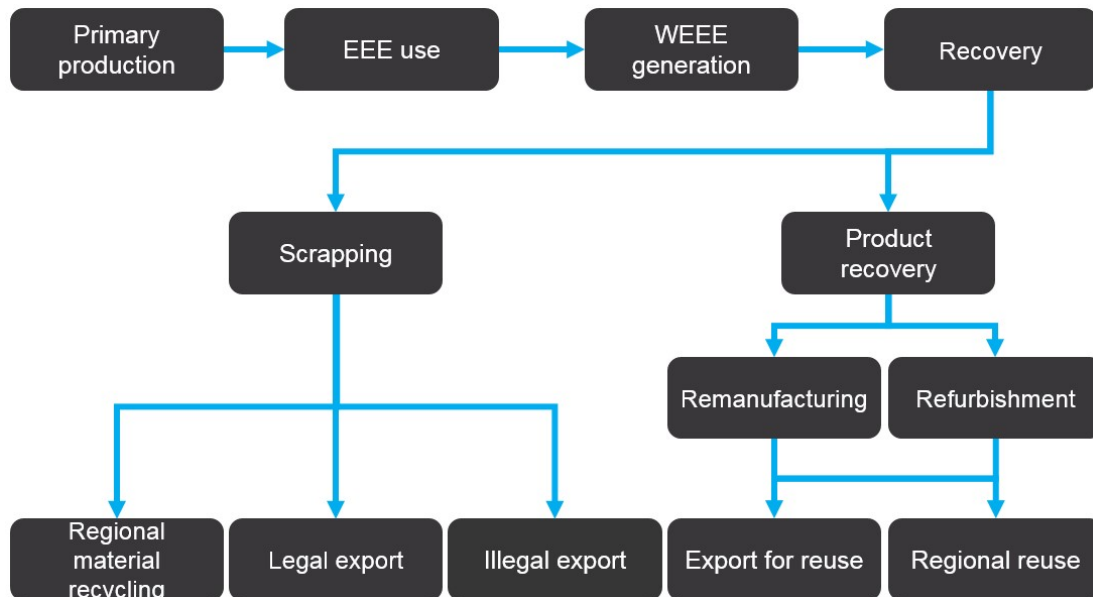 Primary
production
EEE use
WEEE
generation
Recovery
Scrapping
Product
recovery
Remanufacturing
Refurbishment
Regional
material
recycling
Legal export
Illegal export
Export for reuse
Regional reuse